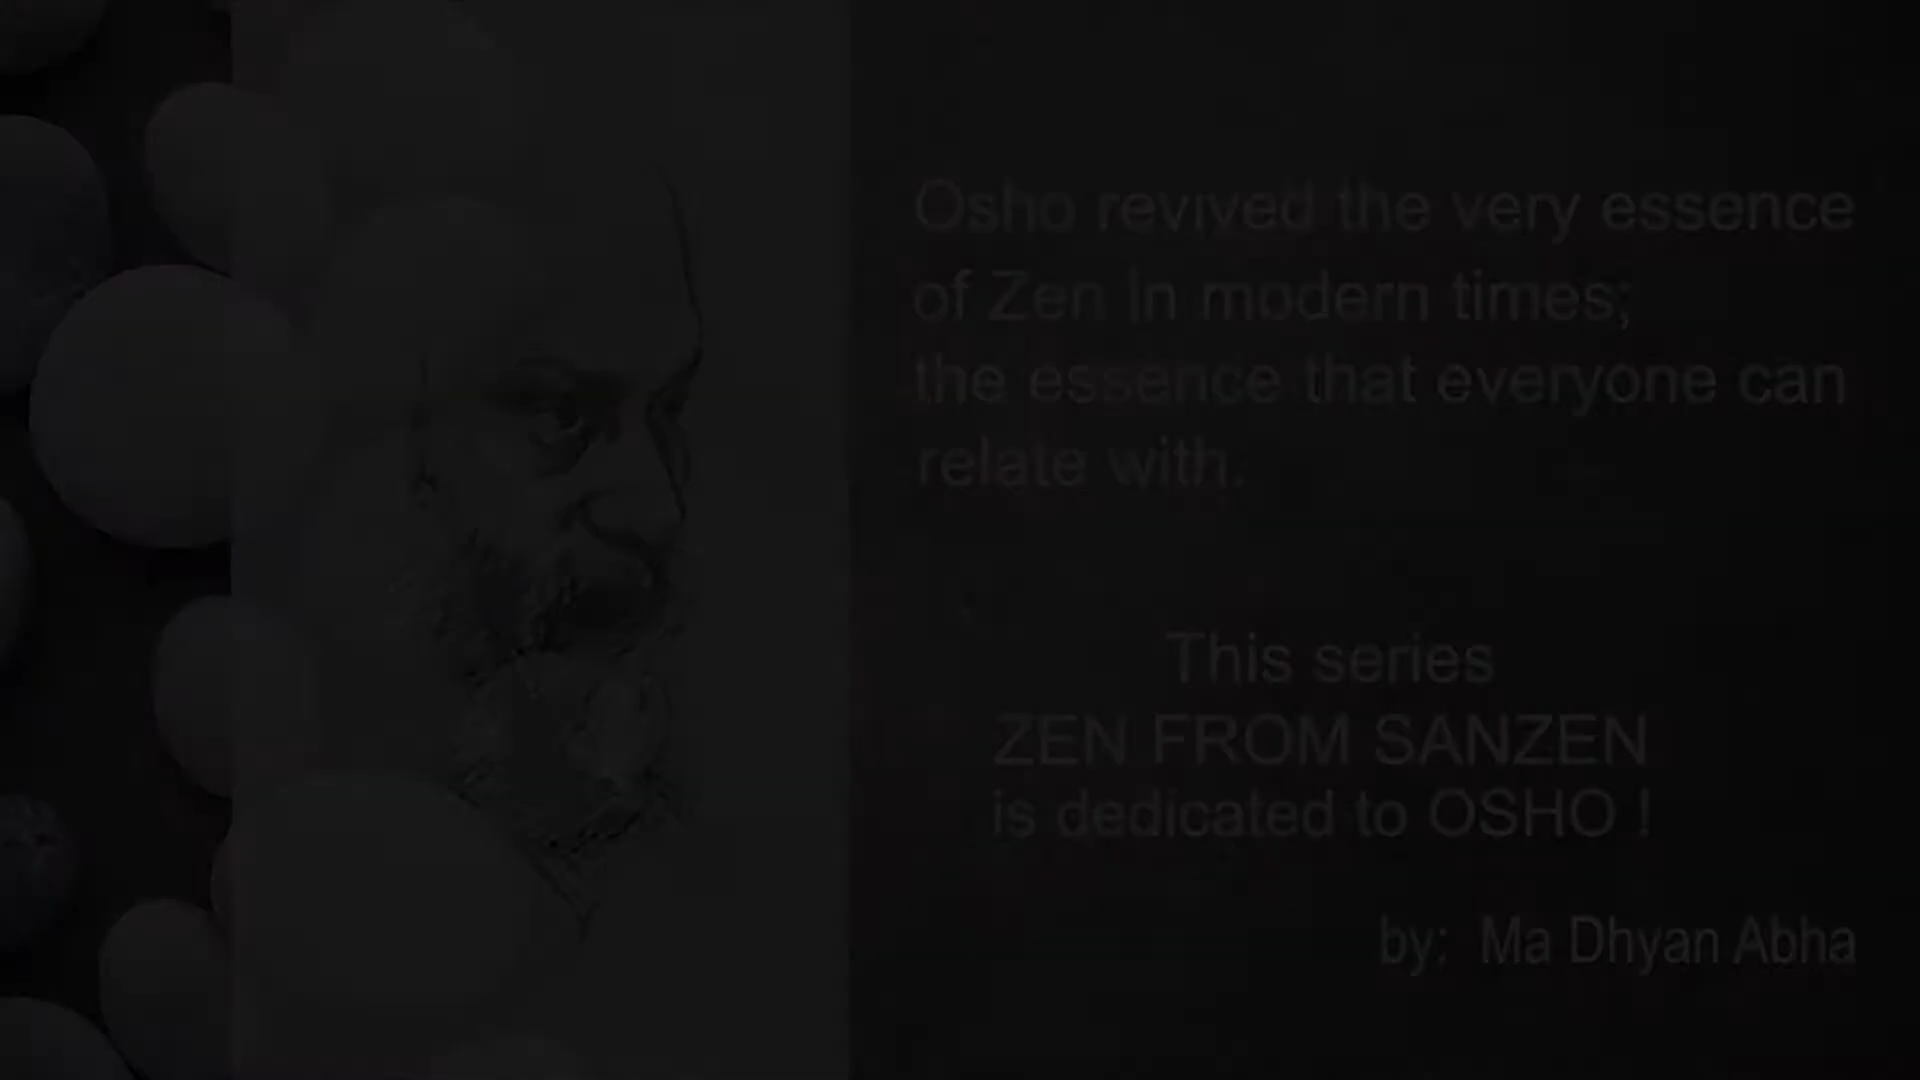 Osho revived the very essence
of Zen in modern times;
the essence that everyone can
relate with.
This series
ZEN FROM SANZEN
is dedicated to OSHO !
by: Ma Dhyan Abha